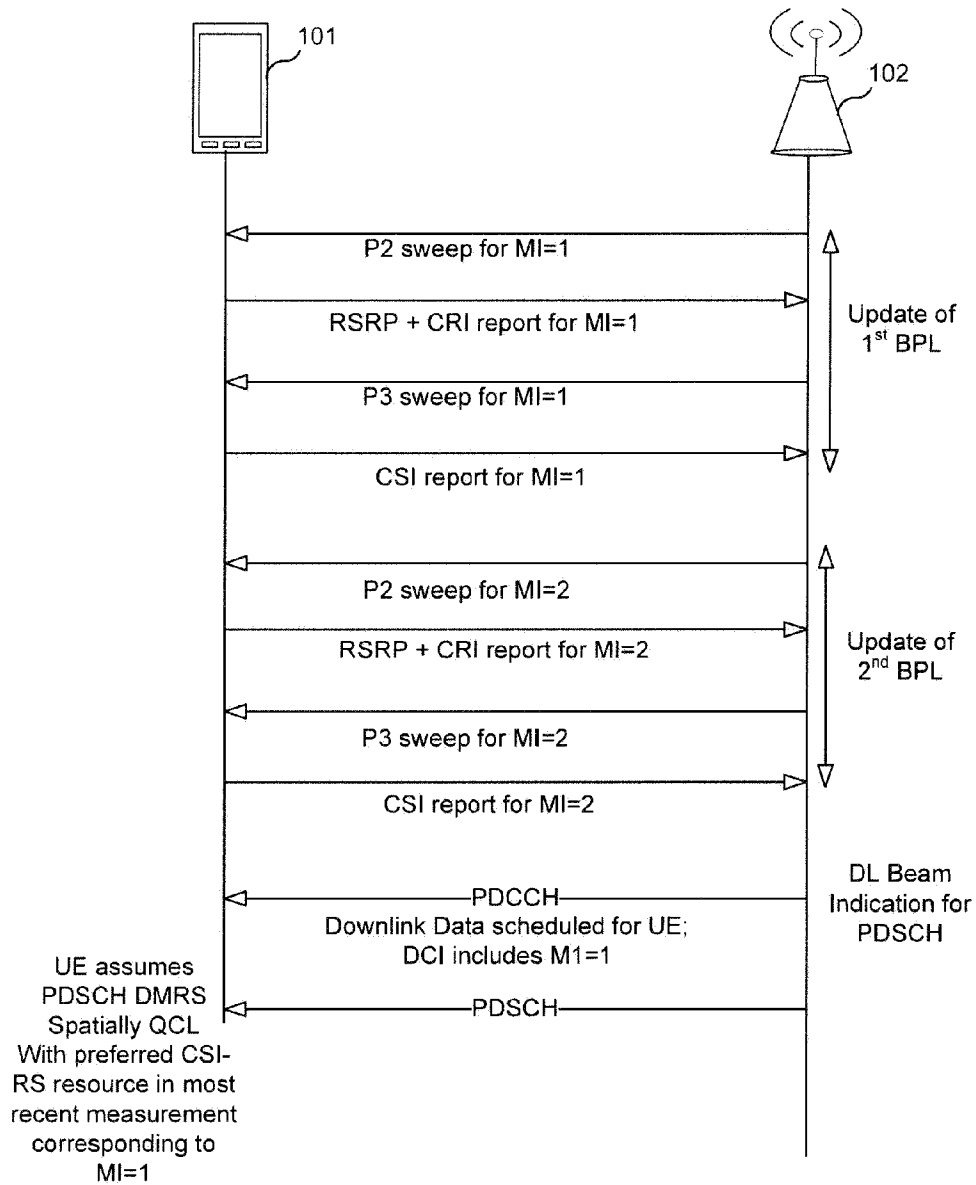 101
102
P2 sweep for MI=1
RSRP + CRI report for MI=1
Update of
1st BPL
P3 sweep for MI=1
CSI report for MI=1
P2 sweep for MI=2
RSRP + CRI report for MI=2
Update of
2nd BPL
P3 sweep for MI=2
CSI report for MI=2
PDCCH
Downlink Data scheduled for UE;
DCI includes M1=1
DL Beam
Indication for
PDSCH
PDSCH
UE assumes
PDSCH DMRS
Spatially QCL
With preferred CSI-
RS resource in most
recent measurement
corresponding to
MI=1